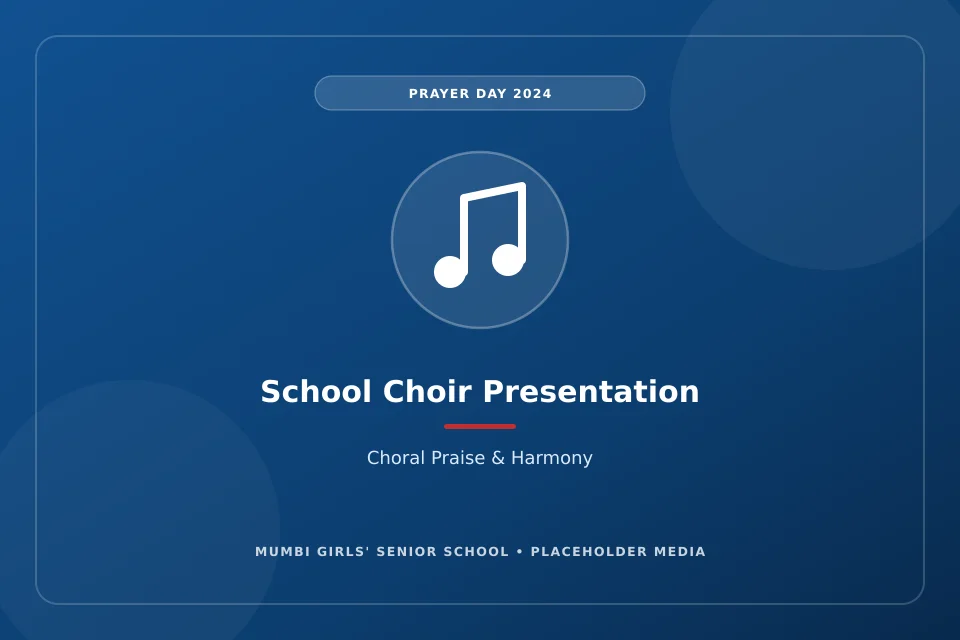 PRAYER DAY 2024
School Choir Presentation
Choral Praise & Harmony
MUMBI GIRLS' SENIOR SCHOOL • PLACEHOLDER MEDIA